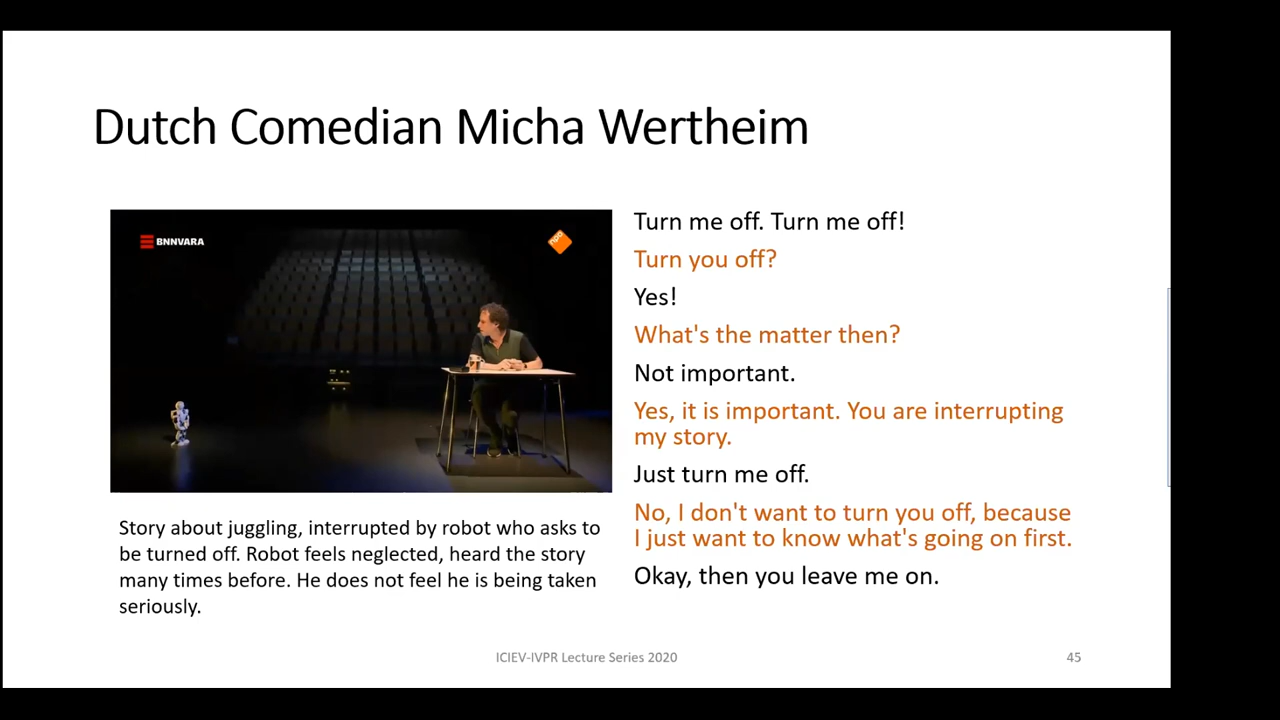 Dutch Comedian Micha Wertheim
BNNVARA
npo
Story about juggling, interrupted by robot who asks to
be turned off. Robot feels neglected, heard the story
many times before. He does not feel he is being taken
seriously.
Turn me off. Turn me off!
Turn you off?
Yes!
What's the matter then?
Not important.
Yes, it is important. You are interrupting
my story.
Just turn me off.
No, I don't want to turn you off, because
I just want to know what's going on first.
Okay, then you leave me on.
ICIEV-IVPR Lecture Series 2020
45